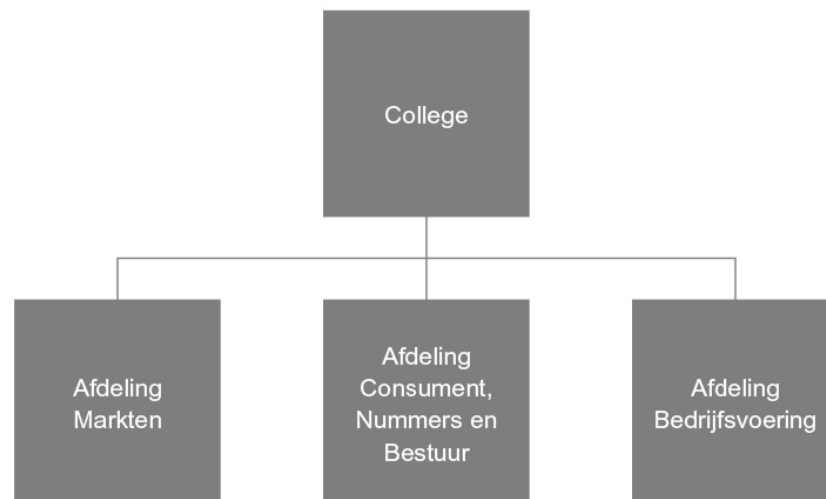 College
Afdeling
Markten
Afdeling
Consument,
Nummers en
Bestuur
Afdeling
Bedrijfsvoering